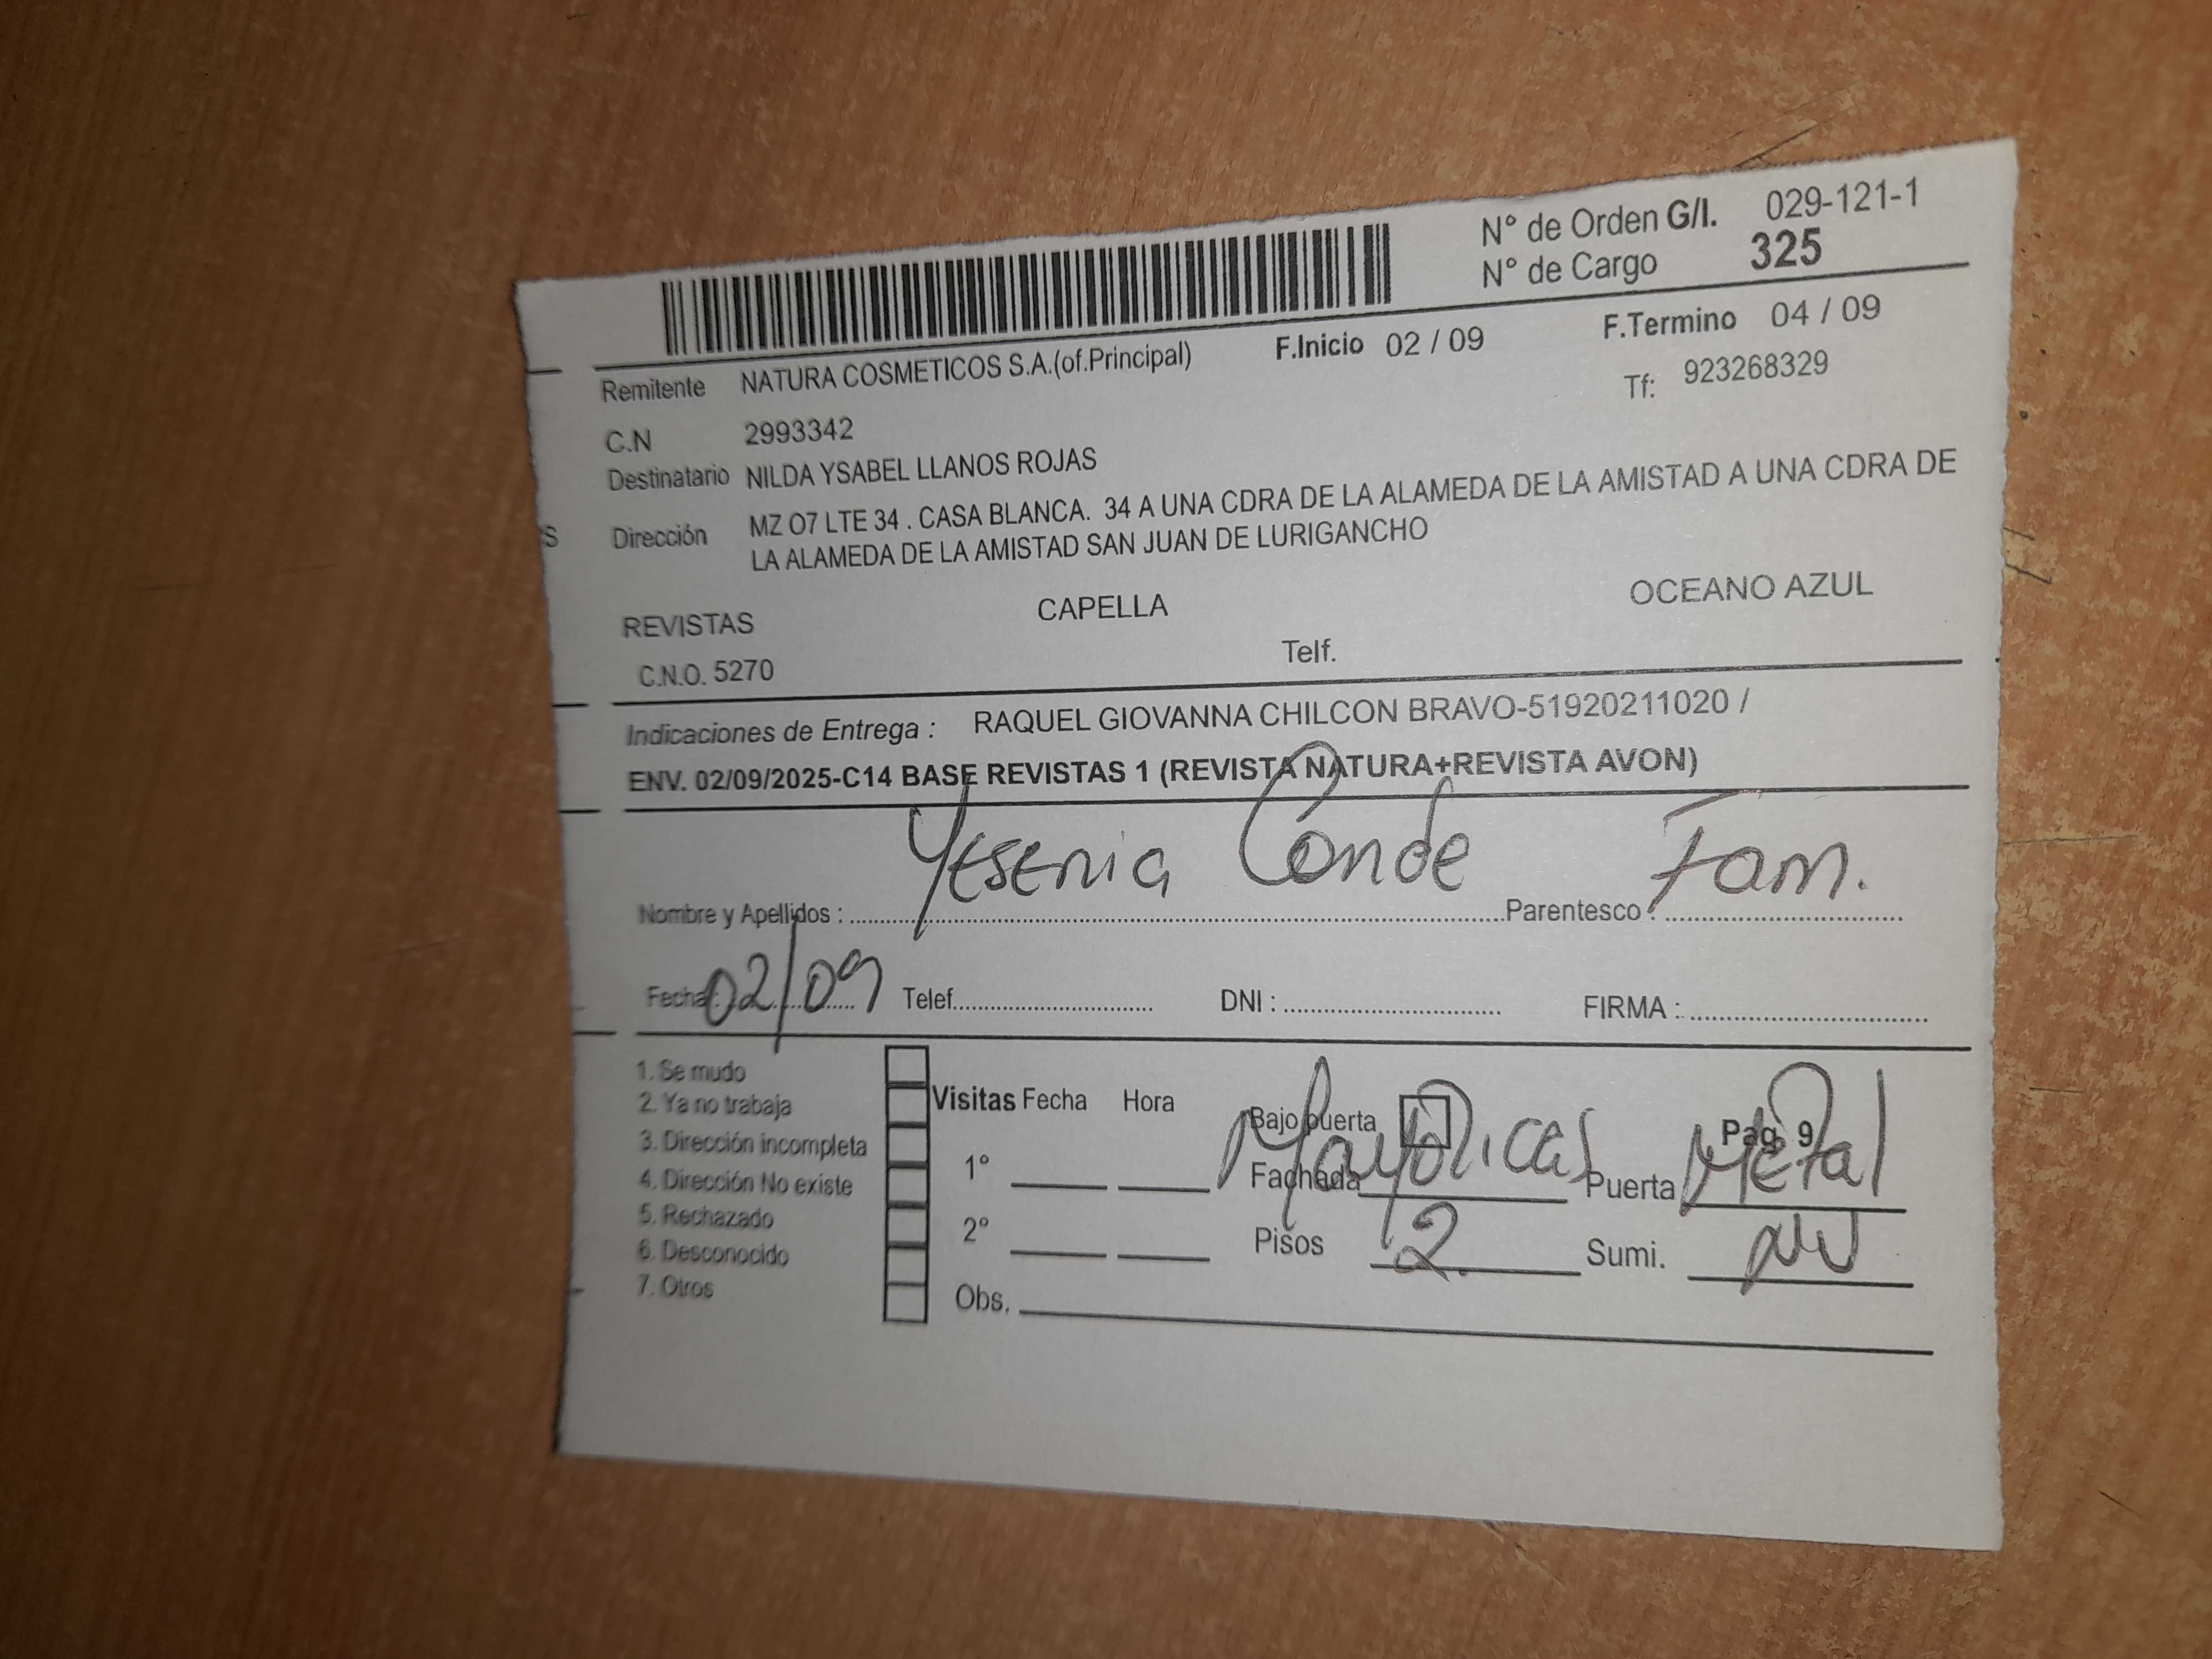 N° de Orden G/I. 029-121-1
N° de Cargo 325
F.Inicio 02 / 09 F.Termino 04 / 09
Remitente NATURA COSMETICOS S.A.(of.Principal) Tf: 923268329
C.N 2993342
Destinatario NILDA YSABEL LLANOS ROJAS
S Dirección MZ O7 LTE 34 . CASA BLANCA. 34 A UNA CDRA DE LA ALAMEDA DE LA AMISTAD A UNA CDRA DE
LA ALAMEDA DE LA AMISTAD SAN JUAN DE LURIGANCHO
REVISTAS CAPELLA OCEANO AZUL
C.N.O. 5270 Telf.
Indicaciones de Entrega : RAQUEL GIOVANNA CHILCON BRAVO-51920211020 /
ENV. 02/09/2025-C14 BASE REVISTAS 1 (REVISTA NATURA+REVISTA AVON)
Nombre y Apellidos : Yesenia Conde Parentesco : Fam.
Fecha : 02/09 Telef. DNI : FIRMA :
1. Se mudo
2. Ya no trabaja
3. Dirección incompleta
4. Dirección No existe
5. Rechazado
6. Desconocido
7. Otros
Visitas Fecha Hora
1°
2°
Obs.
Bajo puerta Pag. 9
Fachada Mayolicas Puerta Metal
Pisos 2. Sumi.